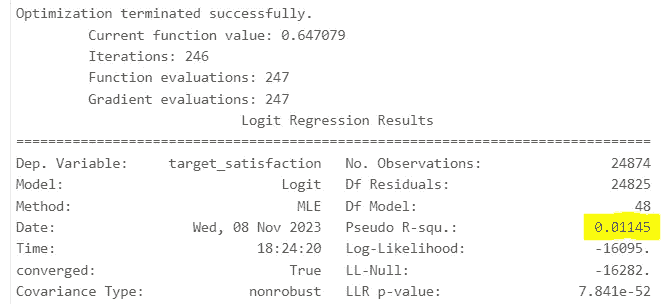 Optimization terminated successfully.
Current function value: 0.647079
Iterations: 246
Function evaluations: 247
Gradient evaluations: 247
Logit Regression Results
==============================================================================
Dep. Variable: target_satisfaction No. Observations: 24874
Model: Logit Df Residuals: 24825
Method: MLE Df Model: 48
Date: Wed, 08 Nov 2023 Pseudo R-squ.: 0.01145
Time: 18:24:20 Log-Likelihood: -16095.
converged: True LL-Null: -16282.
Covariance Type: nonrobust LLR p-value: 7.841e-52